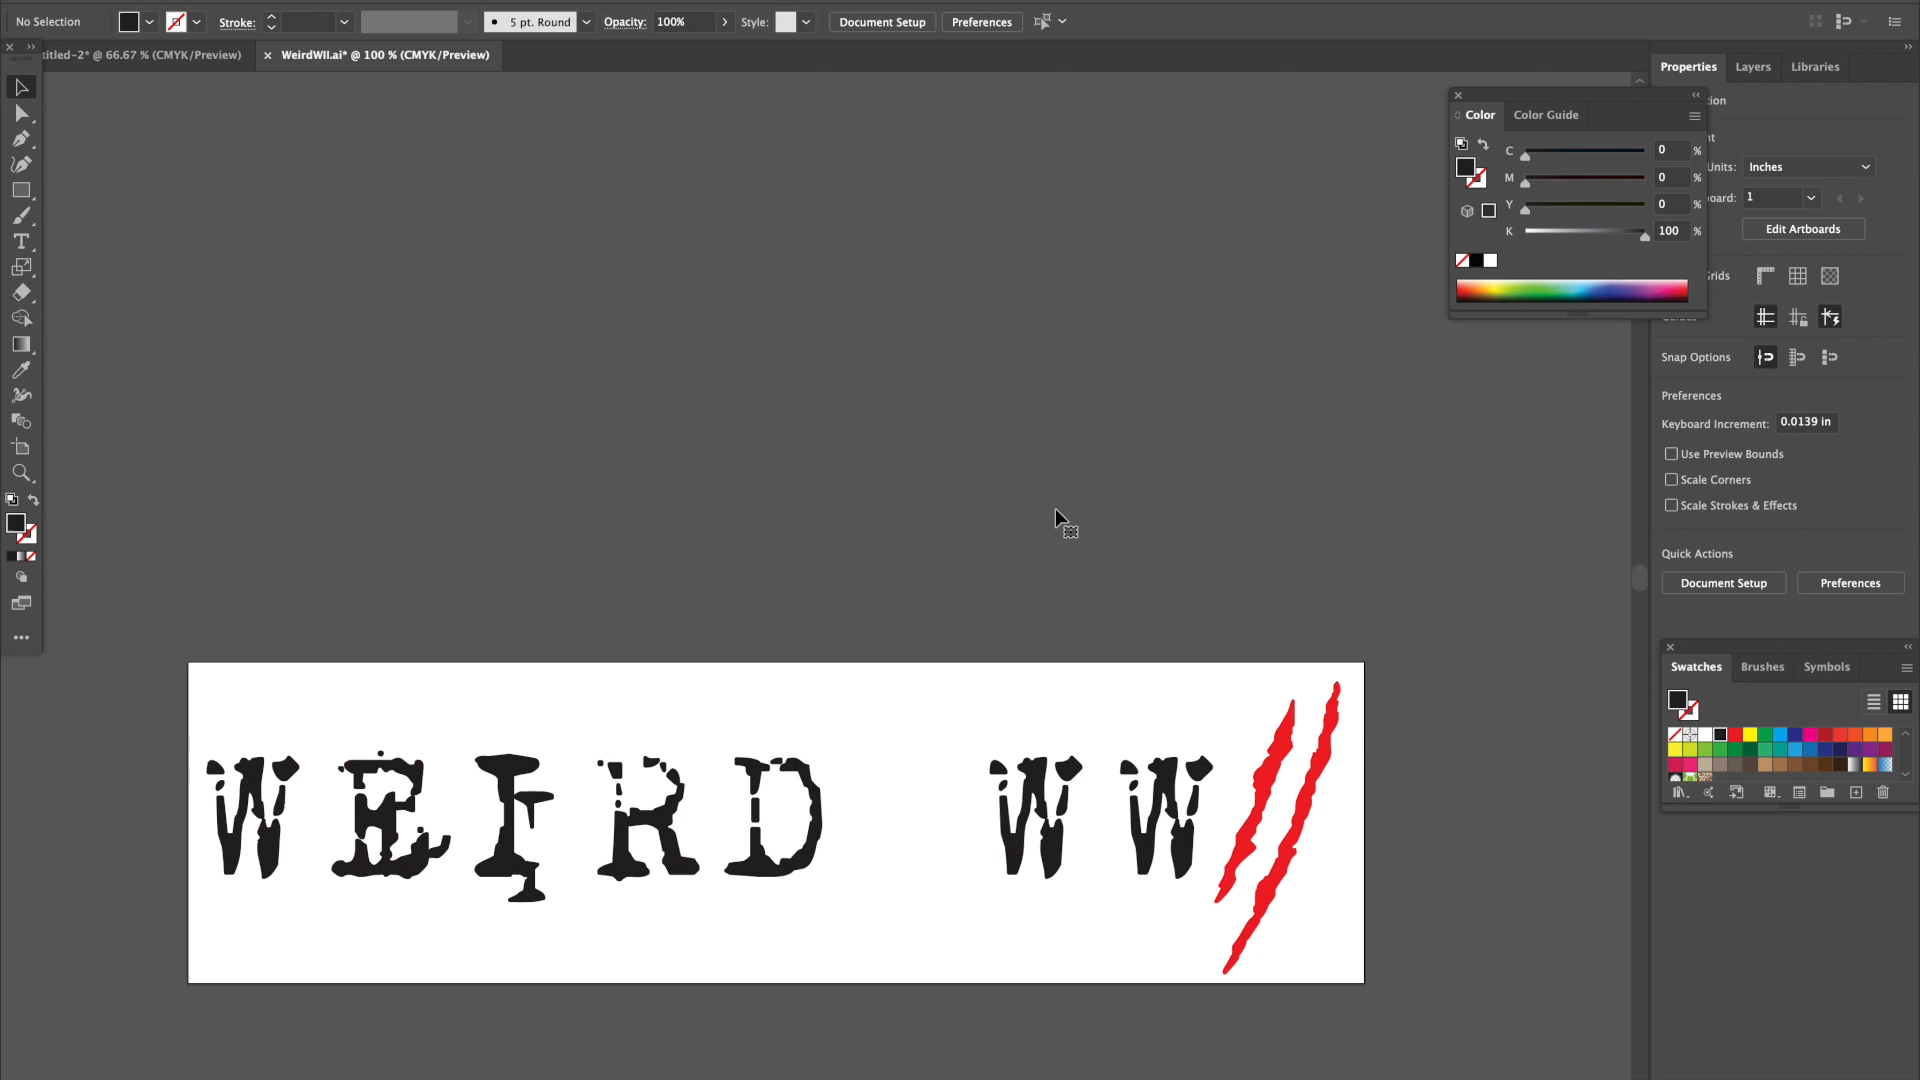 No Selection
Stroke:
5 pt. Round
Opacity: 100%
Style:
Document Setup
Preferences
titled-2* @ 66.67 % (CMYK/Preview)
WeirdWII.ai* @ 100 % (CMYK/Preview)
Properties
Layers
Libraries
tion
nt
Units: Inches
board: 1
Edit Artboards
Grids
Snap Options
Preferences
Keyboard Increment: 0.0139 in
Use Preview Bounds
Scale Corners
Scale Strokes & Effects
Quick Actions
Document Setup
Preferences
Color
Color Guide
C 0 %
M 0 %
Y 0 %
K 100 %
Swatches
Brushes
Symbols
WEIRD WW